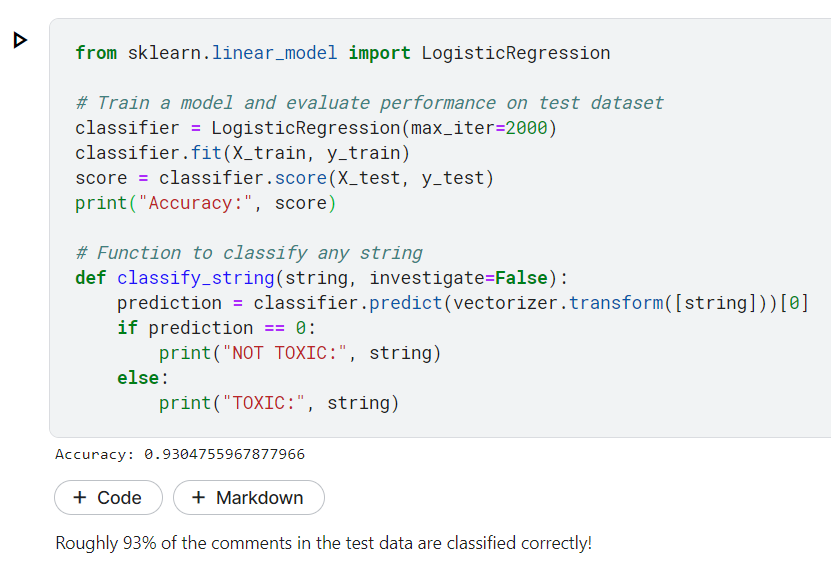 from sklearn.linear_model import LogisticRegression
# Train a model and evaluate performance on test dataset
classifier = LogisticRegression(max_iter=2000)
classifier.fit(X_train, y_train)
score = classifier.score(X_test, y_test)
print("Accuracy:", score)
# Function to classify any string
def classify_string(string, investigate=False):
    prediction = classifier.predict(vectorizer.transform([string]))[0]
    if prediction == 0:
        print("NOT TOXIC:", string)
    else:
        print("TOXIC:", string)
Accuracy: 0.9304755967877966
+ Code + Markdown
Roughly 93% of the comments in the test data are classified correctly!